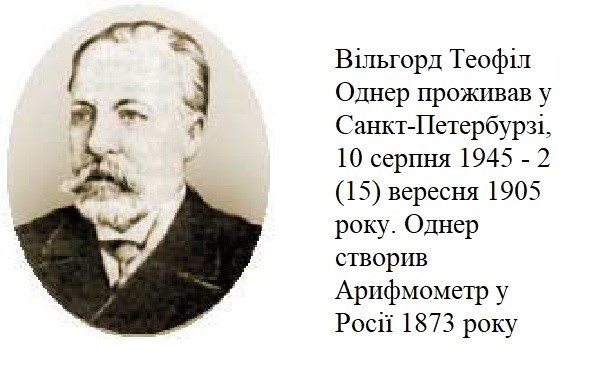 Вільгорд Теофіл
Однер проживав у
Санкт-Петербурзі,
10 серпня 1945 - 2
(15) вересня 1905
року. Однер
створив
Арифмометр у
Росії 1873 року